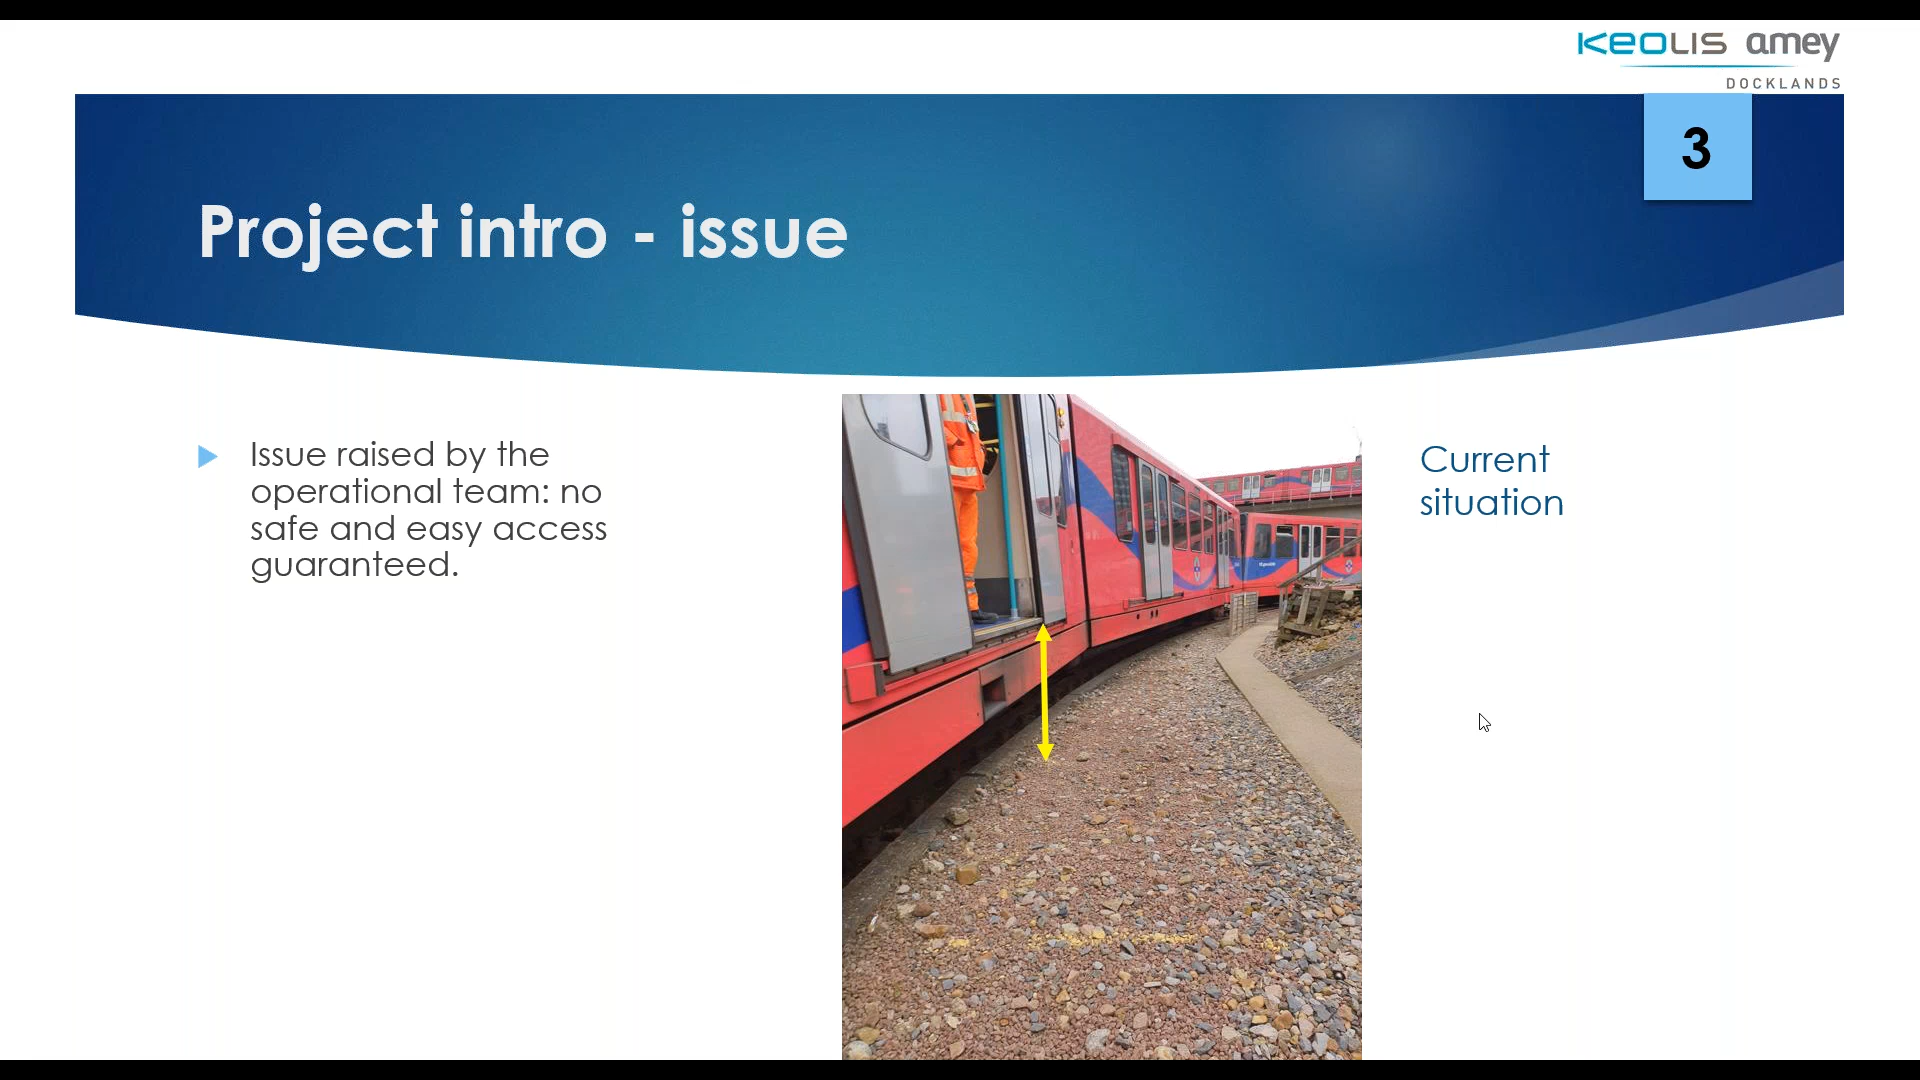 KEOLIS amey
DOCKLANDS
3
Project intro - issue
Issue raised by the
operational team: no
safe and easy access
guaranteed.
Current
situation